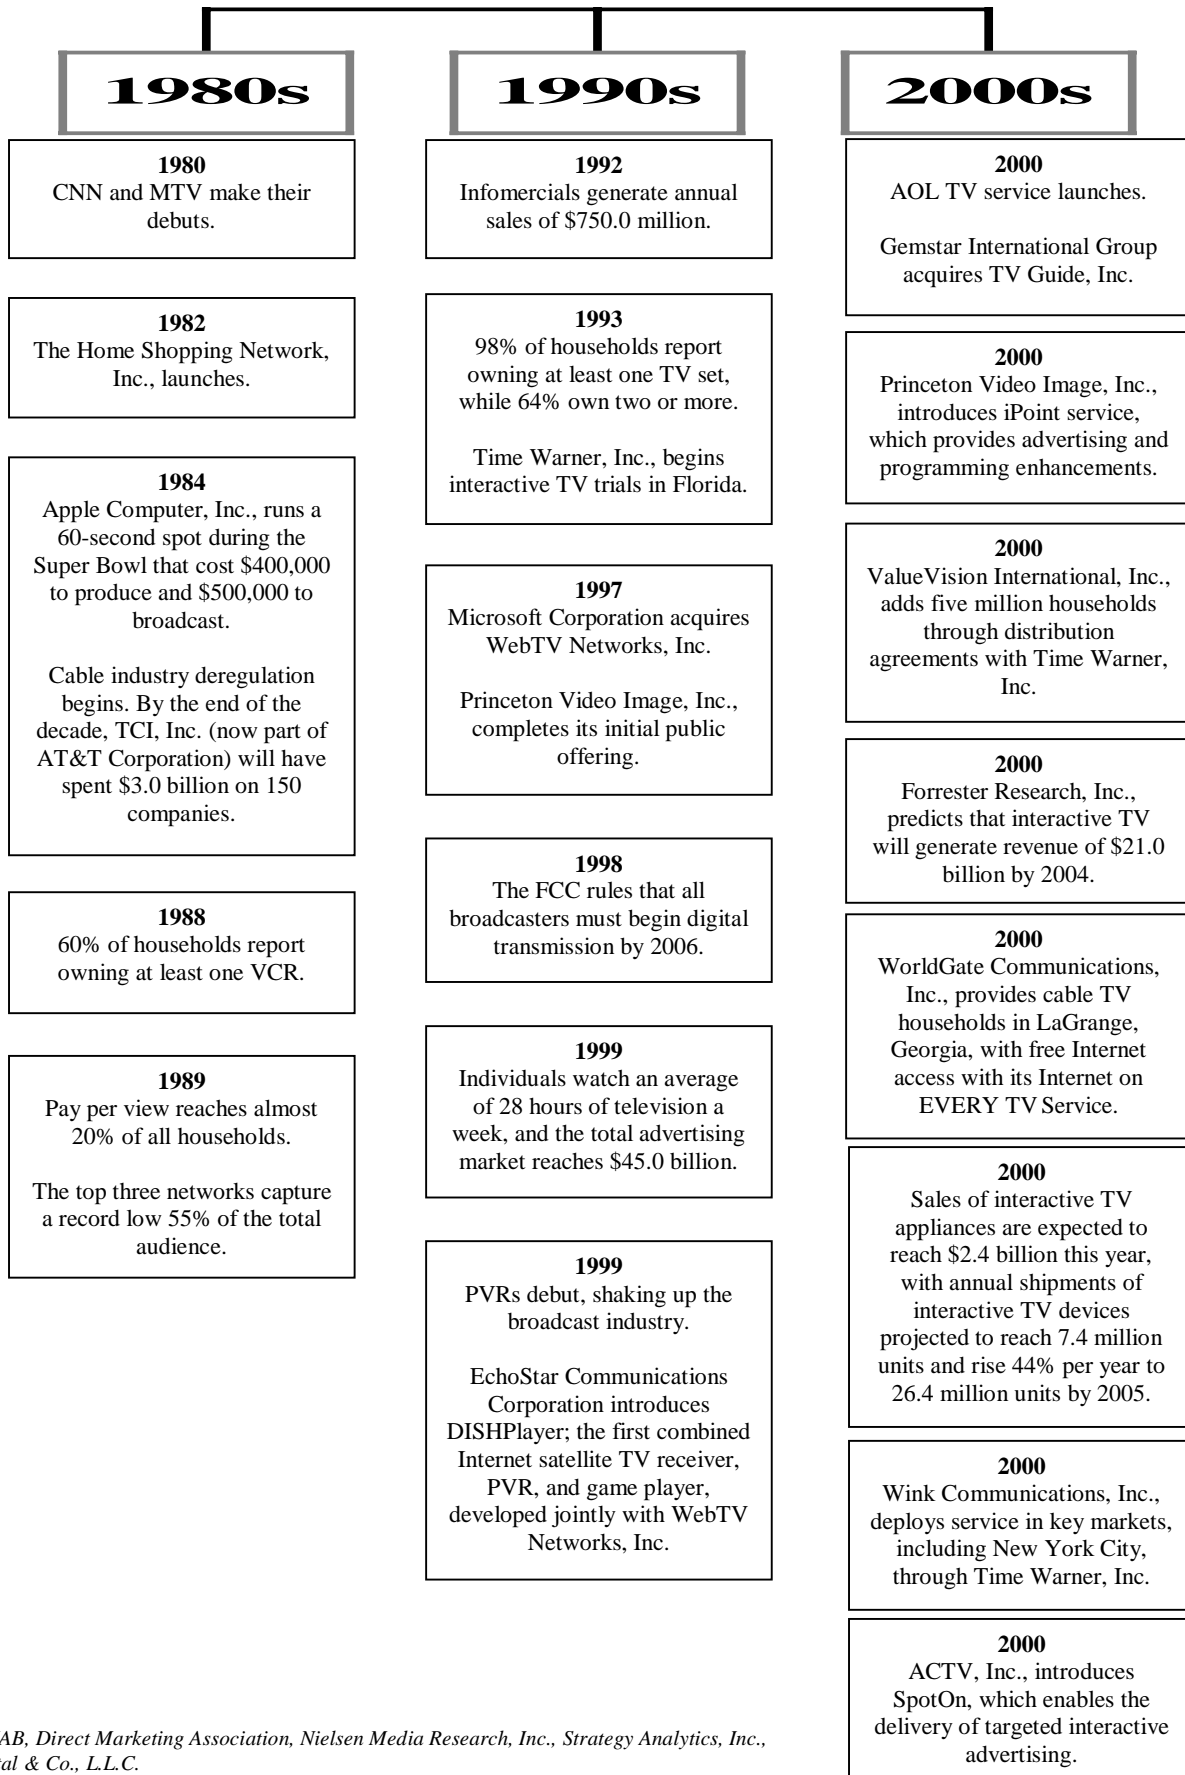 1980s
1980
CNN and MTV make their
debuts.
1982
The Home Shopping Network,
Inc., launches.
1984
Apple Computer, Inc., runs a
60-second spot during the
Super Bowl that cost $400,000
to produce and $500,000 to
broadcast.
Cable industry deregulation
begins. By the end of the
decade, TCI, Inc. (now part of
AT&T Corporation) will have
spent $3.0 billion on 150
companies.
1988
60% of households report
owning at least one VCR.
1989
Pay per view reaches almost
20% of all households.
The top three networks capture
a record low 55% of the total
audience.
1990s
1992
Infomercials generate annual
sales of $750.0 million.
1993
98% of households report
owning at least one TV set,
while 64% own two or more.
Time Warner, Inc., begins
interactive TV trials in Florida.
1997
Microsoft Corporation acquires
WebTV Networks, Inc.
Princeton Video Image, Inc.,
completes its initial public
offering.
1998
The FCC rules that all
broadcasters must begin digital
transmission by 2006.
1999
Individuals watch an average
of 28 hours of television a
week, and the total advertising
market reaches $45.0 billion.
1999
PVRs debut, shaking up the
broadcast industry.
EchoStar Communications
Corporation introduces
DISHPlayer; the first combined
Internet satellite TV receiver,
PVR, and game player,
developed jointly with WebTV
Networks, Inc.
2000s
2000
AOL TV service launches.
Gemstar International Group
acquires TV Guide, Inc.
2000
Princeton Video Image, Inc.,
introduces iPoint service,
which provides advertising and
programming enhancements.
2000
ValueVision International, Inc.,
adds five million households
through distribution
agreements with Time Warner,
Inc.
2000
Forrester Research, Inc.,
predicts that interactive TV
will generate revenue of $21.0
billion by 2004.
2000
WorldGate Communications,
Inc., provides cable TV
households in LaGrange,
Georgia, with free Internet
access with its Internet on
EVERY TV Service.
2000
Sales of interactive TV
appliances are expected to
reach $2.4 billion this year,
with annual shipments of
interactive TV devices
projected to reach 7.4 million
units and rise 44% per year to
26.4 million units by 2005.
2000
Wink Communications, Inc.,
deploys service in key markets,
including New York City,
through Time Warner, Inc.
2000
ACTV, Inc., introduces
SpotOn, which enables the
delivery of targeted interactive
advertising.
AB, Direct Marketing Association, Nielsen Media Research, Inc., Strategy Analytics, Inc.,
& Co., L.L.C.